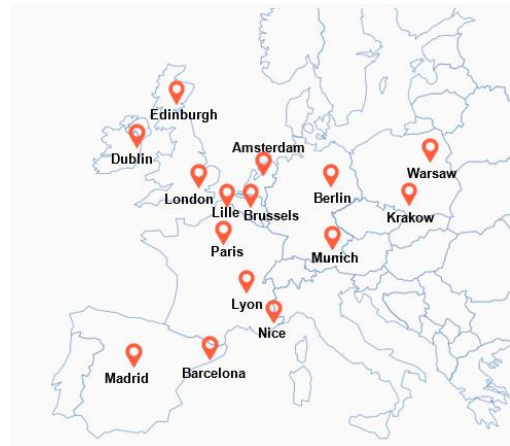 Edinburgh
Amsterdam
Dublin
Warsaw
London
Berlin
Krakow
Lille
Brussels
Paris
Munich
Lyon
Nice
Barcelona
Madrid